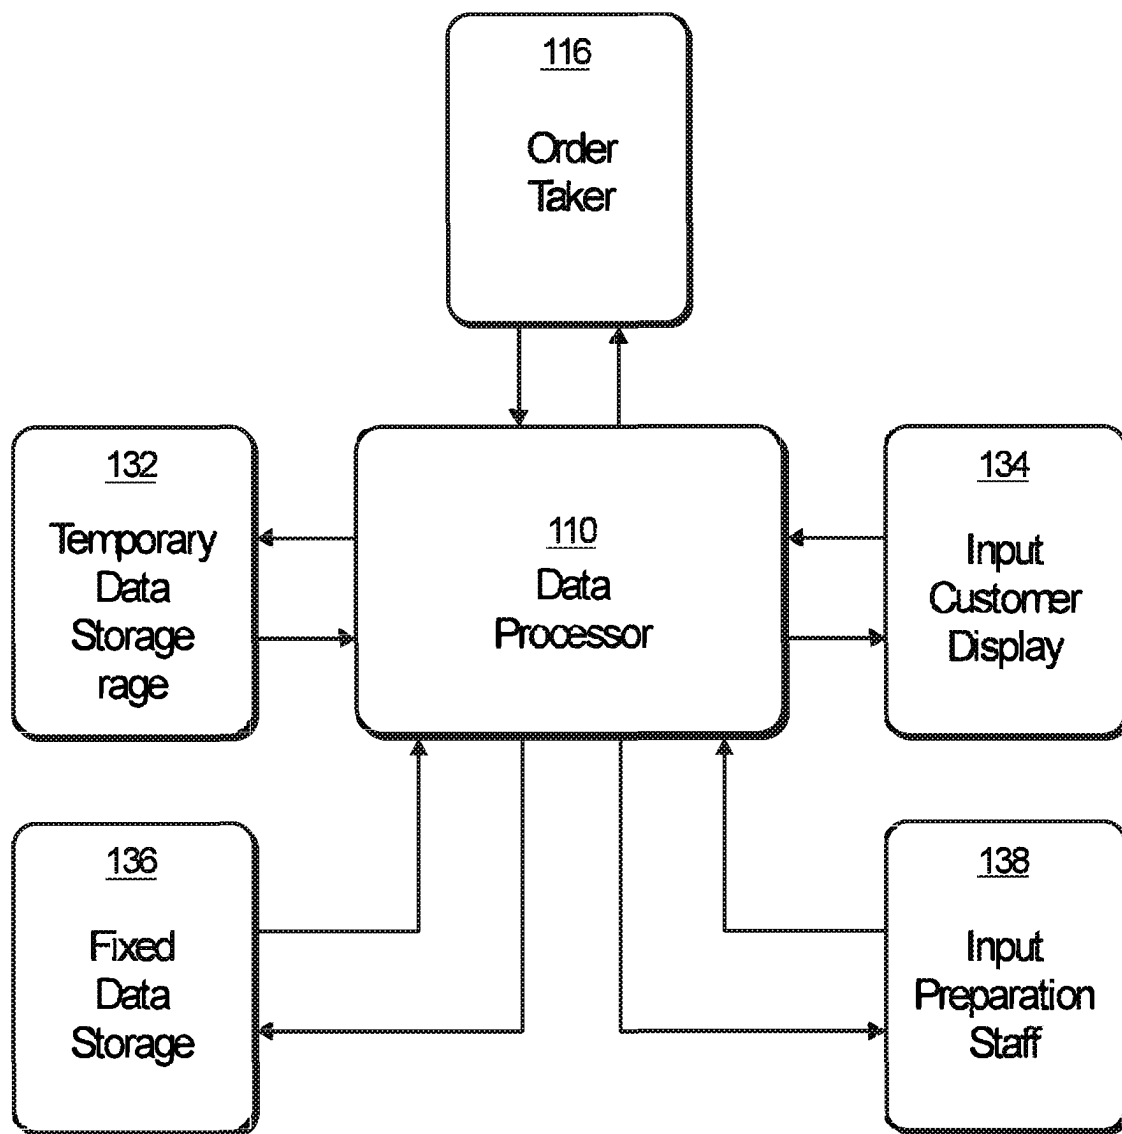 116
Order
Taker
132
Temporary
Data
Storage
rage
110
Data
Processor
134
Input
Customer
Display
136
Fixed
Data
Storage
138
Input
Preparation
Staff